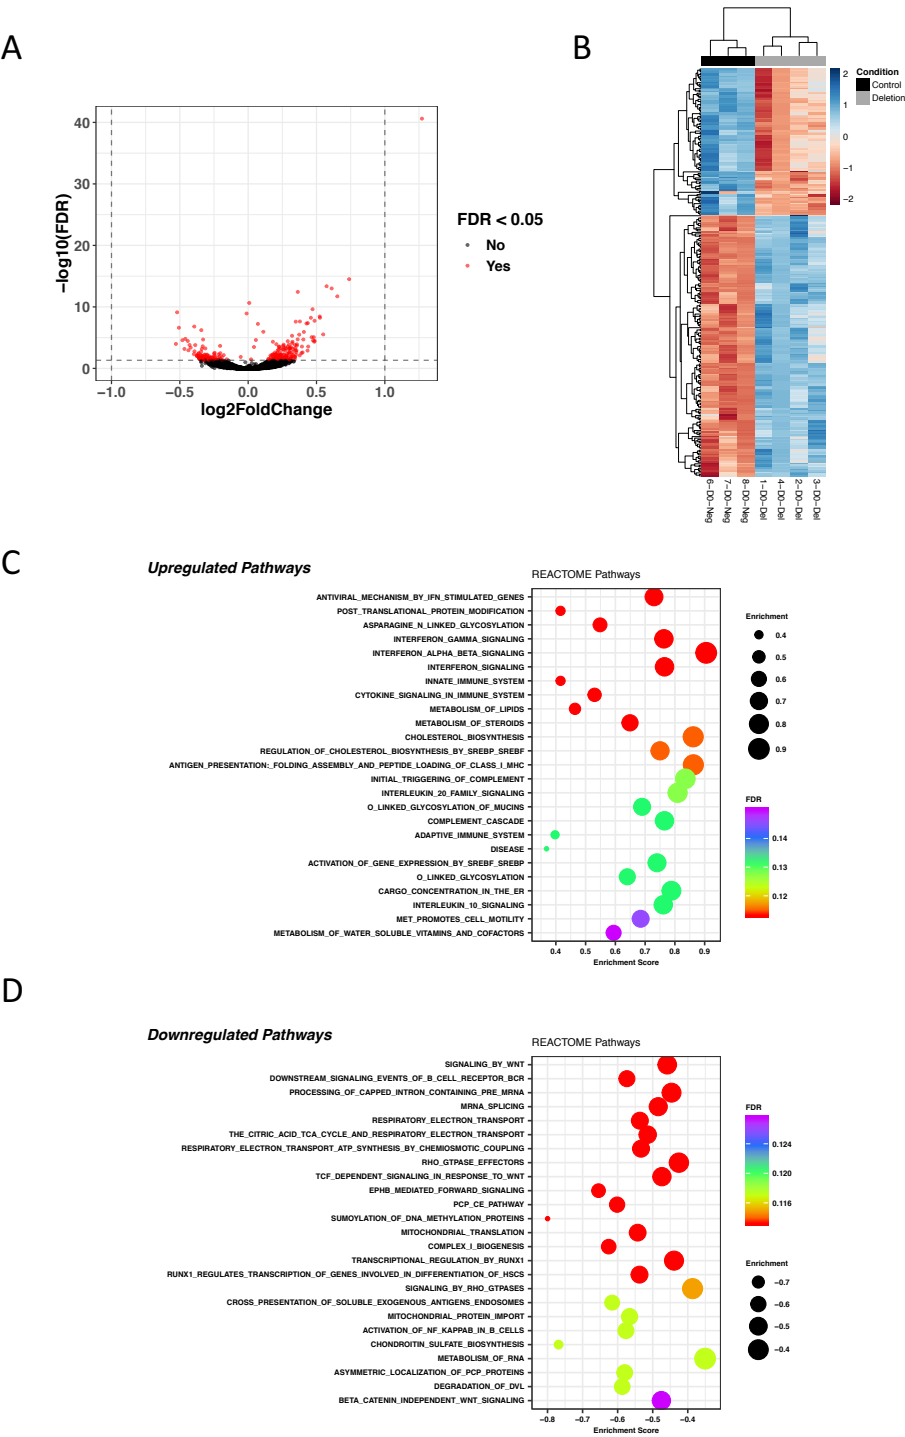 A
40
30
20
10
0
−log10(FDR)
−1.0 −0.5 0.0 0.5 1.0
log2FoldChange
FDR < 0.05
No
Yes
B
2
1
0
−1
−2
Condition
Control
Deletion
6−D0−Neg
7−D0−Neg
8−D0−Neg
1−D0−Del
4−D0−Del
2−D0−Del
3−D0−Del
C
Upregulated Pathways
REACTOME Pathways
ANTIVIRAL_MECHANISM_BY_IFN_STIMULATED_GENES
POST_TRANSLATIONAL_PROTEIN_MODIFICATION
ASPARAGINE_N_LINKED_GLYCOSYLATION
INTERFERON_GAMMA_SIGNALING
INTERFERON_ALPHA_BETA_SIGNALING
INTERFERON_SIGNALING
INNATE_IMMUNE_SYSTEM
CYTOKINE_SIGNALING_IN_IMMUNE_SYSTEM
METABOLISM_OF_LIPIDS
METABOLISM_OF_STEROIDS
CHOLESTEROL_BIOSYNTHESIS
REGULATION_OF_CHOLESTEROL_BIOSYNTHESIS_BY_SREBP_SREBF
ANTIGEN_PRESENTATION:_FOLDING_ASSEMBLY_AND_PEPTIDE_LOADING_OF_CLASS_I_MHC
INITIAL_TRIGGERING_OF_COMPLEMENT
INTERLEUKIN_20_FAMILY_SIGNALING
O_LINKED_GLYCOSYLATION_OF_MUCINS
COMPLEMENT_CASCADE
ADAPTIVE_IMMUNE_SYSTEM
DISEASE
ACTIVATION_OF_GENE_EXPRESSION_BY_SREBF_SREBP
O_LINKED_GLYCOSYLATION
CARGO_CONCENTRATION_IN_THE_ER
INTERLEUKIN_10_SIGNALING
MET_PROMOTES_CELL_MOTILITY
METABOLISM_OF_WATER_SOLUBLE_VITAMINS_AND_COFACTORS
0.4 0.5 0.6 0.7 0.8 0.9
Enrichment Score
Enrichment
0.4
0.5
0.6
0.7
0.8
0.9
FDR
0.14
0.13
0.12
D
Downregulated Pathways
REACTOME Pathways
SIGNALING_BY_WNT
DOWNSTREAM_SIGNALING_EVENTS_OF_B_CELL_RECEPTOR_BCR
PROCESSING_OF_CAPPED_INTRON_CONTAINING_PRE_MRNA
MRNA_SPLICING
RESPIRATORY_ELECTRON_TRANSPORT
THE_CITRIC_ACID_TCA_CYCLE_AND_RESPIRATORY_ELECTRON_TRANSPORT
RESPIRATORY_ELECTRON_TRANSPORT_ATP_SYNTHESIS_BY_CHEMIOSMOTIC_COUPLING
RHO_GTPASE_EFFECTORS
TCF_DEPENDENT_SIGNALING_IN_RESPONSE_TO_WNT
EPHB_MEDIATED_FORWARD_SIGNALING
PCP_CE_PATHWAY
SUMOYLATION_OF_DNA_METHYLATION_PROTEINS
MITOCHONDRIAL_TRANSLATION
COMPLEX_I_BIOGENESIS
TRANSCRIPTIONAL_REGULATION_BY_RUNX1
RUNX1_REGULATES_TRANSCRIPTION_OF_GENES_INVOLVED_IN_DIFFERENTIATION_OF_HSCS
SIGNALING_BY_RHO_GTPASES
CROSS_PRESENTATION_OF_SOLUBLE_EXOGENOUS_ANTIGENS_ENDOSOMES
MITOCHONDRIAL_PROTEIN_IMPORT
ACTIVATION_OF_NF_KAPPAB_IN_B_CELLS
CHONDROITIN_SULFATE_BIOSYNTHESIS
METABOLISM_OF_RNA
ASYMMETRIC_LOCALIZATION_OF_PCP_PROTEINS
DEGRADATION_OF_DVL
BETA_CATENIN_INDEPENDENT_WNT_SIGNALING
−0.8 −0.7 −0.6 −0.5 −0.4
Enrichment Score
FDR
0.124
0.120
0.116
Enrichment
−0.7
−0.6
−0.5
−0.4